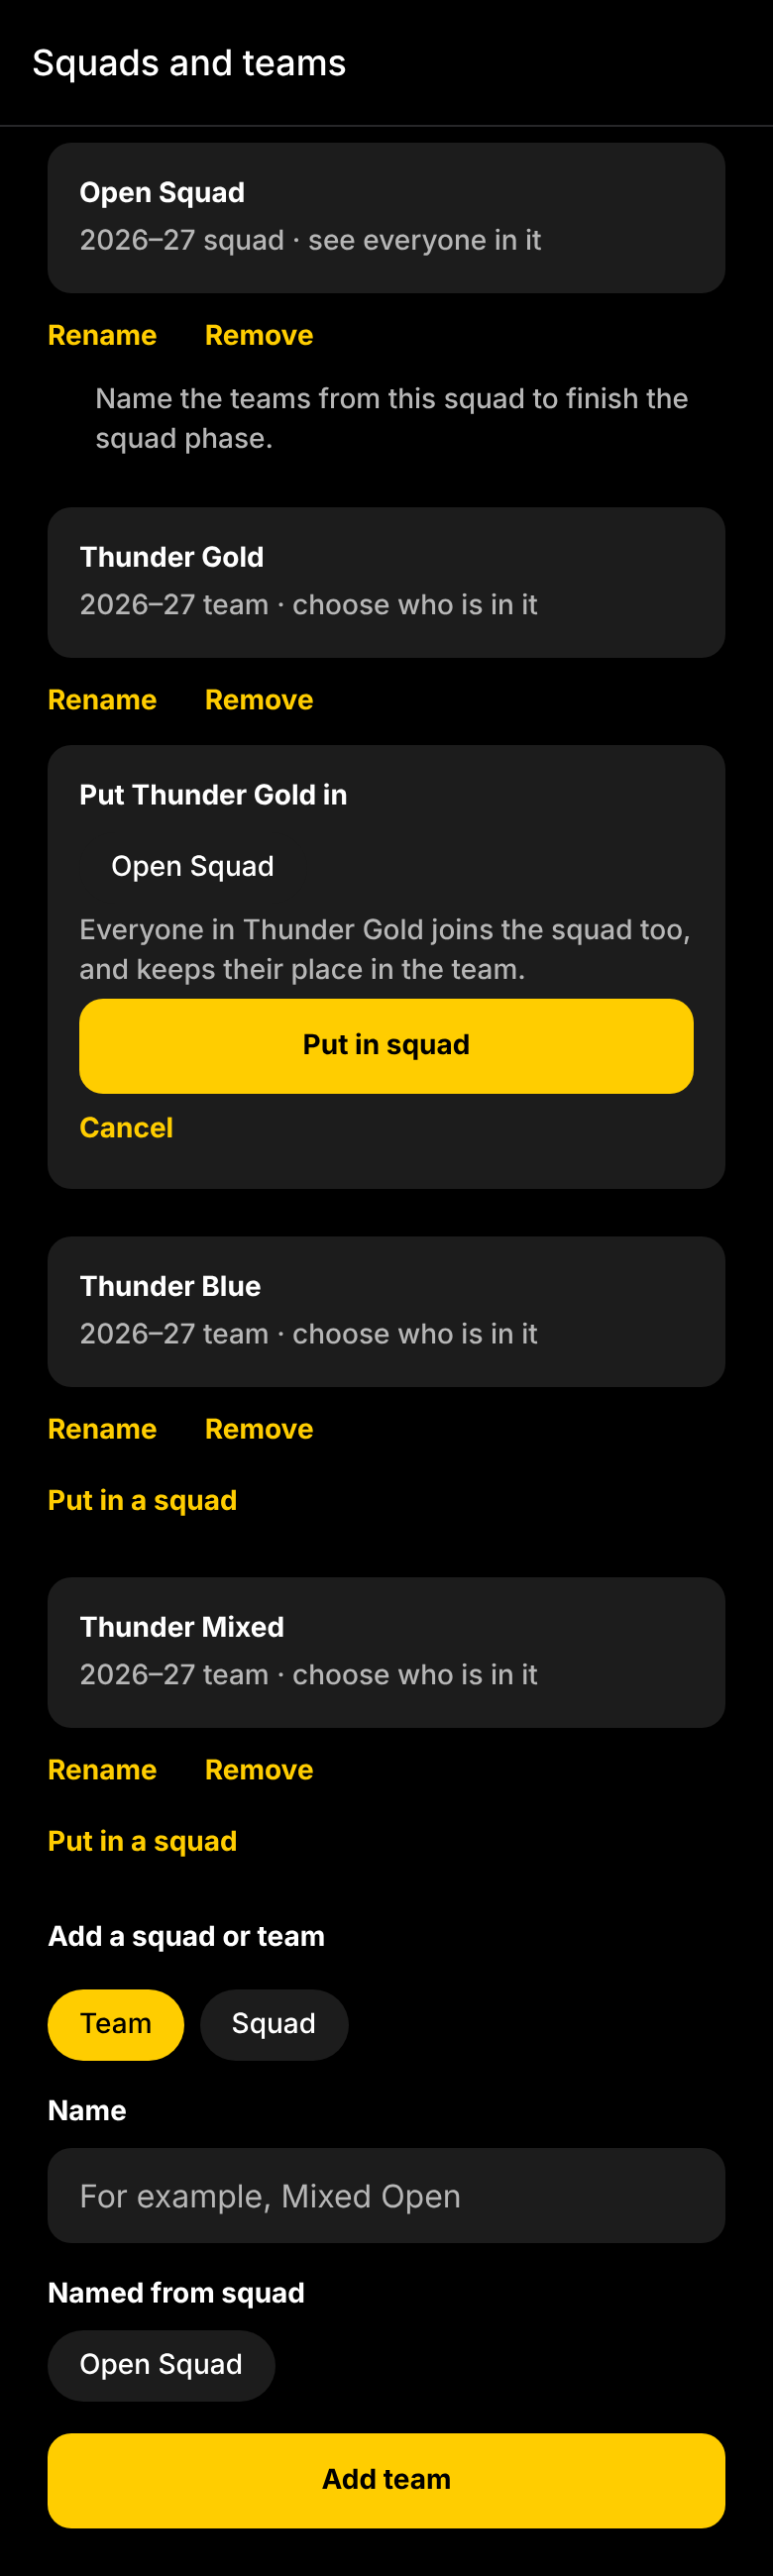 Squads and teams
Open Squad
2026–27 squad · see everyone in it
Rename Remove
Name the teams from this squad to finish the
squad phase.
Thunder Gold
2026–27 team · choose who is in it
Rename Remove
Put Thunder Gold in
Open Squad
Everyone in Thunder Gold joins the squad too,
and keeps their place in the team.
Put in squad
Cancel
Thunder Blue
2026–27 team · choose who is in it
Rename Remove
Put in a squad
Thunder Mixed
2026–27 team · choose who is in it
Rename Remove
Put in a squad
Add a squad or team
Team Squad
Name
For example, Mixed Open
Named from squad
Open Squad
Add team